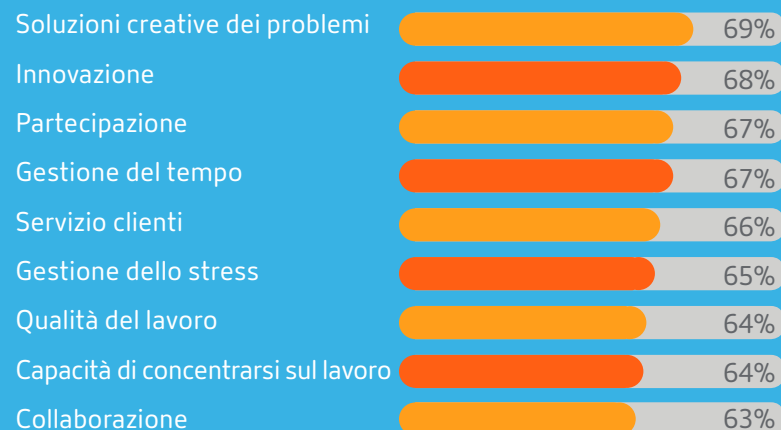 Soluzioni creative dei problemi 69%
Innovazione 68%
Partecipazione 67%
Gestione del tempo 67%
Servizio clienti 66%
Gestione dello stress 65%
Qualità del lavoro 64%
Capacità di concentrarsi sul lavoro 64%
Collaborazione 63%